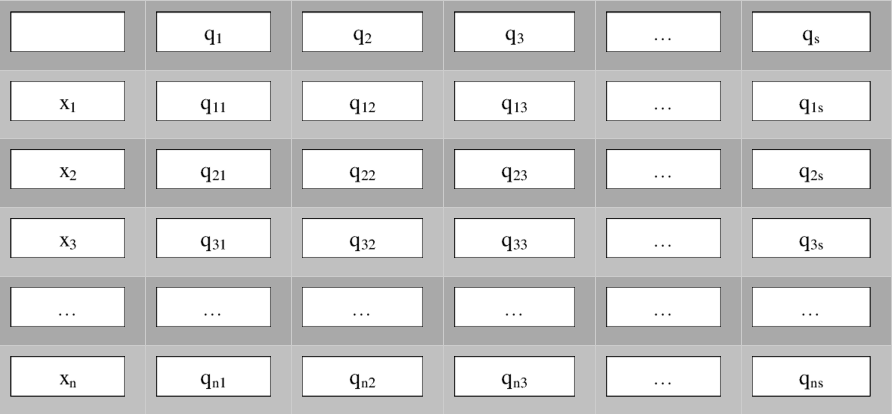 q₁ q₂ q₃ … qₛ
x₁ q₁₁ q₁₂ q₁₃ … q₁ₛ
x₂ q₂₁ q₂₂ q₂₃ … q₂ₛ
x₃ q₃₁ q₃₂ q₃₃ … q₃ₛ
… … … … … …
xₙ qₙ₁ qₙ₂ qₙ₃ … qₙₛ